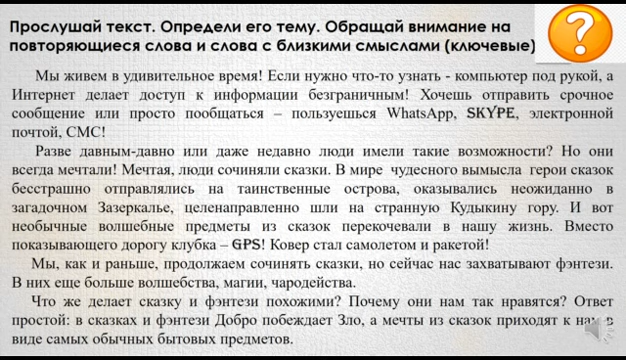 Прослушай текст. Определи его тему. Обращай внимание на
повторяющиеся слова и слова с близкими смыслами (ключевые)
?
Мы живем в удивительное время! Если нужно что-то узнать - компьютер под рукой, а
Интернет делает доступ к информации безграничным! Хочешь отправить срочное
сообщение или просто пообщаться – пользуешься WhatsApp, SKYPE, электронной
почтой, СМС!
Разве давным-давно или даже недавно люди имели такие возможности? Но они
всегда мечтали! Мечтая, люди сочиняли сказки. В мире чудесного вымысла герои сказок
бесстрашно отправлялись на таинственные острова, оказывались неожиданно в
загадочном Зазеркалье, целенаправленно шли на странную Кудыкину гору. И вот
необычные волшебные предметы из сказок перекочевали в нашу жизнь. Вместо
показывающего дорогу клубка – GPS! Ковер стал самолетом и ракетой!
Мы, как и раньше, продолжаем сочинять сказки, но сейчас нас захватывают фэнтези.
В них еще больше волшебства, магии, чародейства.
Что же делает сказку и фэнтези похожими? Почему они нам так нравятся? Ответ
простой: в сказках и фэнтези Добро побеждает Зло, а мечты из сказок приходят к нам в
виде самых обычных бытовых предметов.